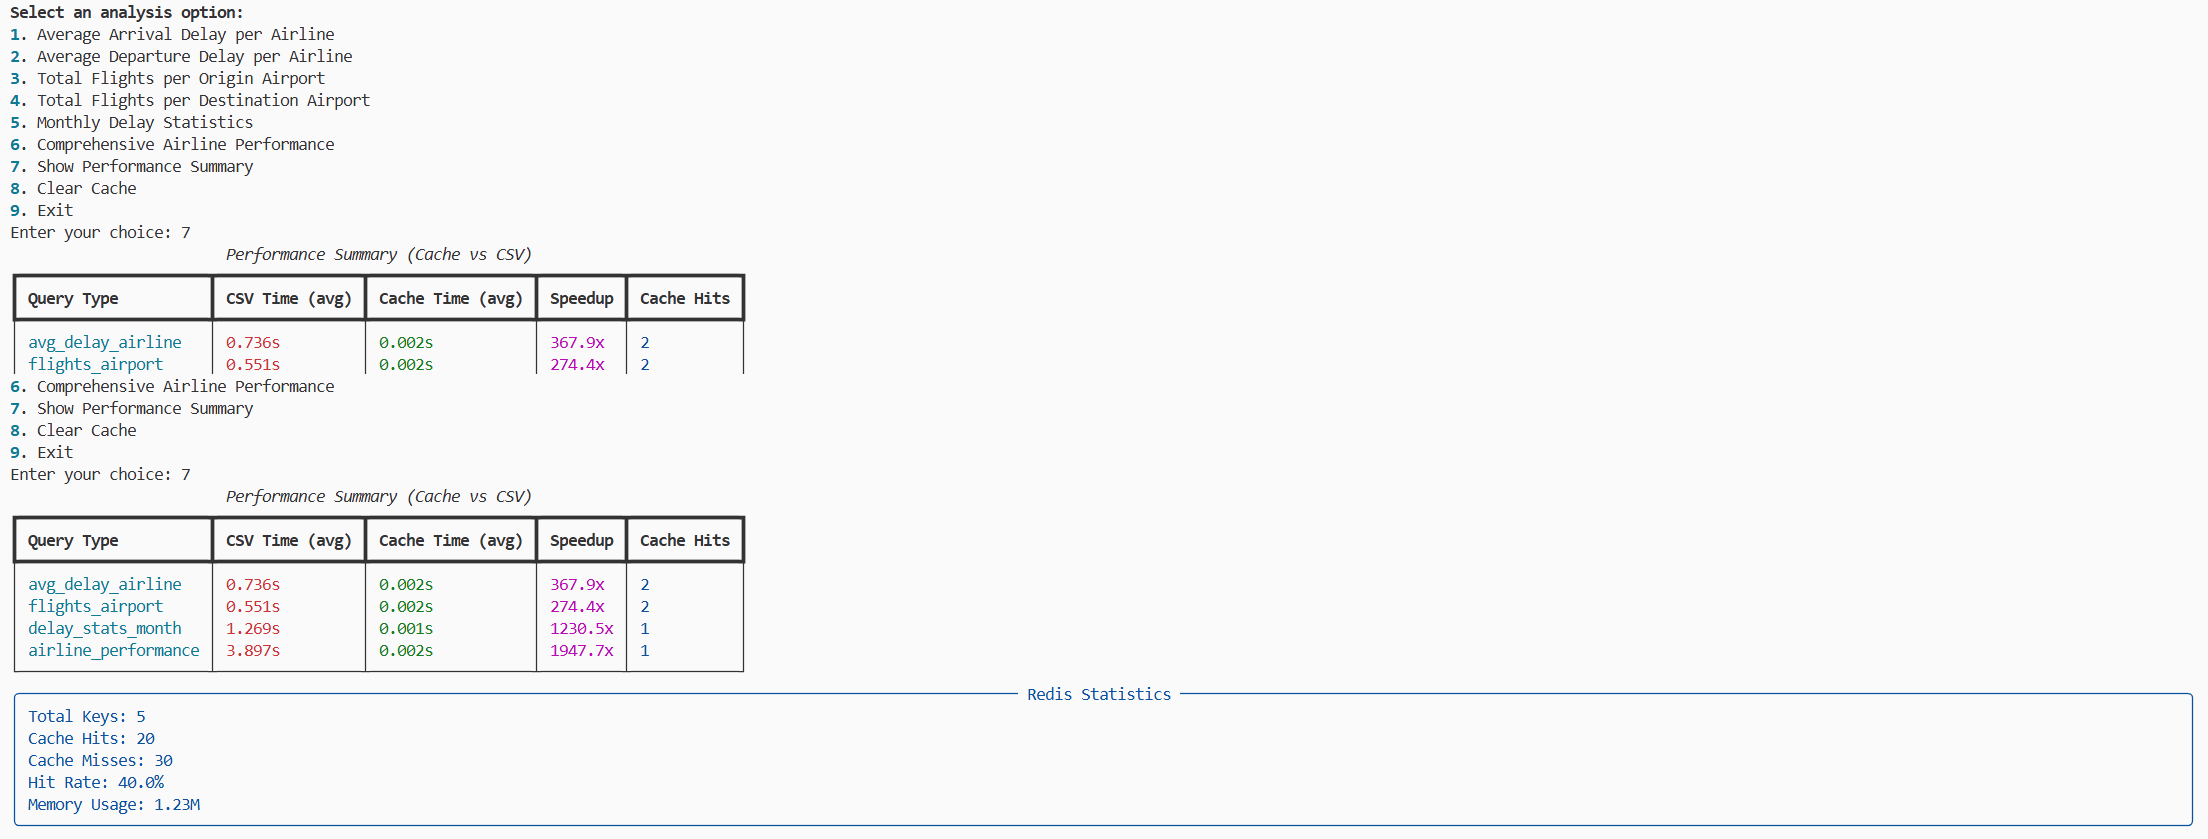 Select an analysis option:
1. Average Arrival Delay per Airline
2. Average Departure Delay per Airline
3. Total Flights per Origin Airport
4. Total Flights per Destination Airport
5. Monthly Delay Statistics
6. Comprehensive Airline Performance
7. Show Performance Summary
8. Clear Cache
9. Exit
Enter your choice: 7
Performance Summary (Cache vs CSV)
Query Type CSV Time (avg) Cache Time (avg) Speedup Cache Hits
avg_delay_airline 0.736s 0.002s 367.9x 2
flights_airport 0.551s 0.002s 274.4x 2
6. Comprehensive Airline Performance
7. Show Performance Summary
8. Clear Cache
9. Exit
Enter your choice: 7
Performance Summary (Cache vs CSV)
Query Type CSV Time (avg) Cache Time (avg) Speedup Cache Hits
avg_delay_airline 0.736s 0.002s 367.9x 2
flights_airport 0.551s 0.002s 274.4x 2
delay_stats_month 1.269s 0.001s 1230.5x 1
airline_performance 3.897s 0.002s 1947.7x 1
Redis Statistics
Total Keys: 5
Cache Hits: 20
Cache Misses: 30
Hit Rate: 40.0%
Memory Usage: 1.23M